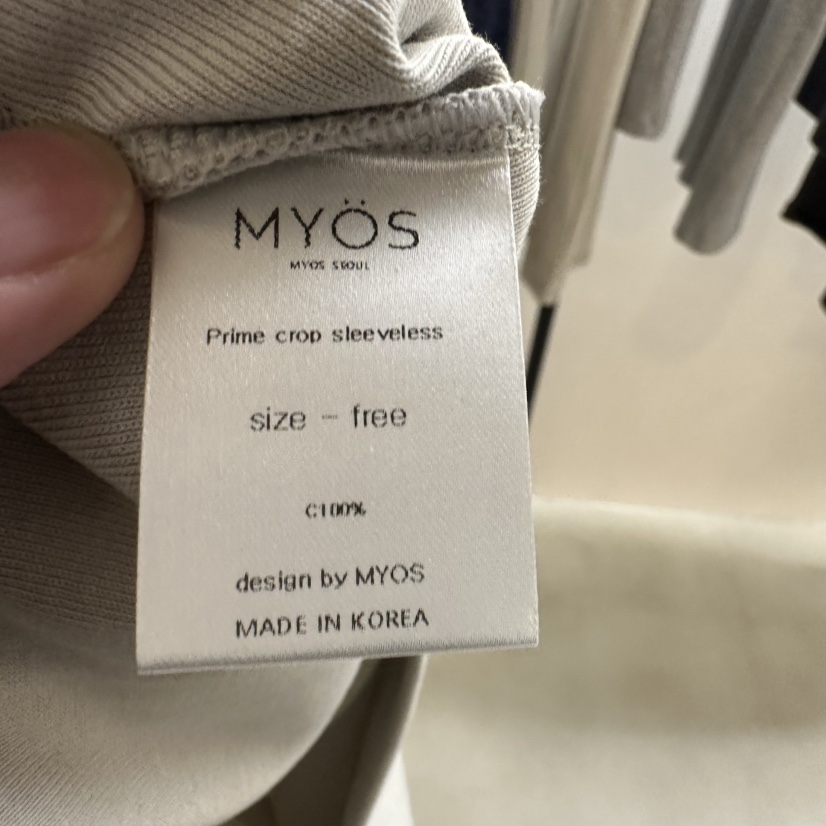 MYÖS
MYOS SEOUL
Prime crop sleeveless
size - free
C100%
design by MYOS
MADE IN KOREA